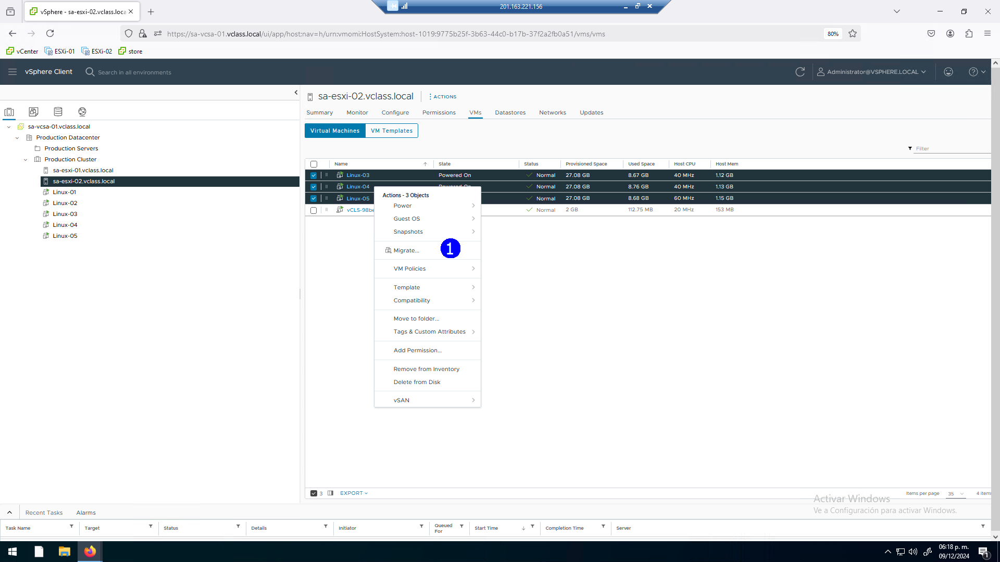 vSphere - sa-esxi-02.vclass.loca
201.163.221.156
https://sa-vcsa-01.vclass.local/ui/app/host;nav=h/urn:vmomi:HostSystem:host-1019:9775b25f-3b63-44c0-b17b-37f2a2fb0a51/vms/vms
80%
vCenter ESXi-01 ESXi-02 store
vSphere Client Search in all environments Administrator@VSPHERE.LOCAL
sa-vcsa-01.vclass.local
Production Datacenter
Production Servers
Production Cluster
sa-esxi-01.vclass.local
sa-esxi-02.vclass.local
Linux-01
Linux-02
Linux-03
Linux-04
Linux-05
sa-esxi-02.vclass.local ACTIONS
Summary Monitor Configure Permissions VMs Datastores Networks Updates
Virtual Machines VM Templates
Filter
Name State Status Provisioned Space Used Space Host CPU Host Mem
Linux-03 Powered On Normal 27.08 GB 8.67 GB 40 MHz 1.12 GB
Linux-04 Powered On Normal 27.08 GB 8.76 GB 40 MHz 1.13 GB
Linux-05 Normal 27.08 GB 8.68 GB 60 MHz 1.15 GB
vCLS-98be Normal 2 GB 112.75 MB 20 MHz 153 MB
Actions - 3 Objects
Power
Guest OS
Snapshots
Migrate...
1
VM Policies
Template
Compatibility
Move to folder...
Tags & Custom Attributes
Add Permission...
Remove from Inventory
Delete from Disk
vSAN
3 EXPORT Items per page 35 4 items
Activar Windows
Ve a Configuración para activar Windows.
Recent Tasks Alarms
Task Name Target Status Details Initiator Queued For Start Time Completion Time Server
06:18 p. m.
09/12/2024
1